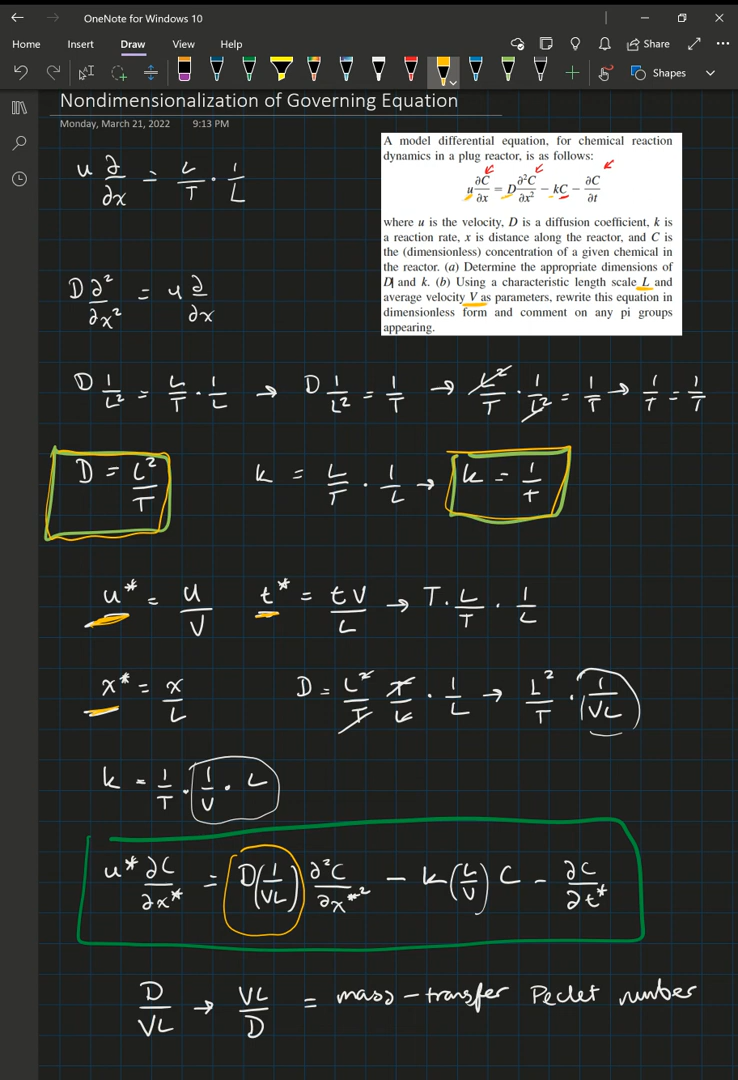 OneNote for Windows 10
Home Insert Draw View Help Share
Shapes
Nondimensionalization of Governing Equation
Monday, March 21, 2022 9:13 PM
A model differential equation, for chemical reaction
dynamics in a plug reactor, is as follows:
u ∂C/∂x = D ∂²C/∂x² − kC − ∂C/∂t
where u is the velocity, D is a diffusion coefficient, k is
a reaction rate, x is distance along the reactor, and C is
the (dimensionless) concentration of a given chemical in
the reactor. (a) Determine the appropriate dimensions of
D and k. (b) Using a characteristic length scale L and
average velocity V as parameters, rewrite this equation in
dimensionless form and comment on any pi groups
appearing.
u ∂/∂x = L/T · 1/L
D ∂²/∂x² = u ∂/∂x
D 1/L² = L/T · 1/L → D 1/L² = 1/T → L²/T · 1/L² = 1/T → 1/T = 1/T
D = L²/T k = L/T · 1/L → k = 1/T
u* = u/V t* = tV/L → T · L/T · 1/L
x* = x/L D = L²/T T/L · 1/L → L²/T · (1/VL)
k = 1/T · 1/V · L
u* ∂C/∂x* = D(1/VL) ∂²C/∂x*² − k(L/V) C − ∂C/∂t*
D/VL → VL/D = mass-transfer Peclet number